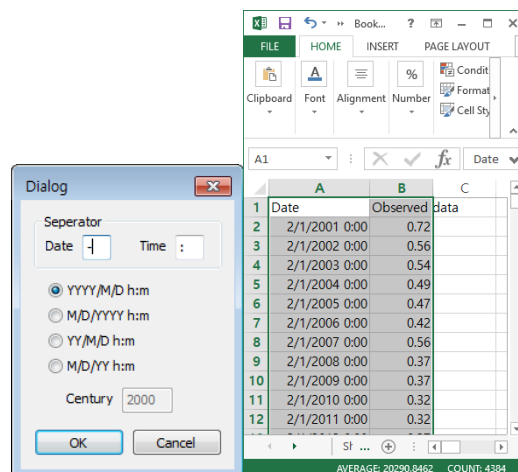 Book... ?
FILE HOME INSERT PAGE LAYOUT
Clipboard Font Alignment Number
%
Condit
Format
Cell Sty
A1 fx Date
A B C
1 Date Observed data
2 2/1/2001 0:00 0.72
3 2/1/2002 0:00 0.56
4 2/1/2003 0:00 0.54
5 2/1/2004 0:00 0.49
6 2/1/2005 0:00 0.47
7 2/1/2006 0:00 0.42
8 2/1/2007 0:00 0.56
9 2/1/2008 0:00 0.37
10 2/1/2009 0:00 0.37
11 2/1/2010 0:00 0.32
12 2/1/2011 0:00 0.32
Sh ...
AVERAGE: 20290.8462 COUNT: 4384
Dialog
Seperator
Date - Time :
YYYY/M/D h:m
M/D/YYYY h:m
YY/M/D h:m
M/D/YY h:m
Century 2000
OK Cancel